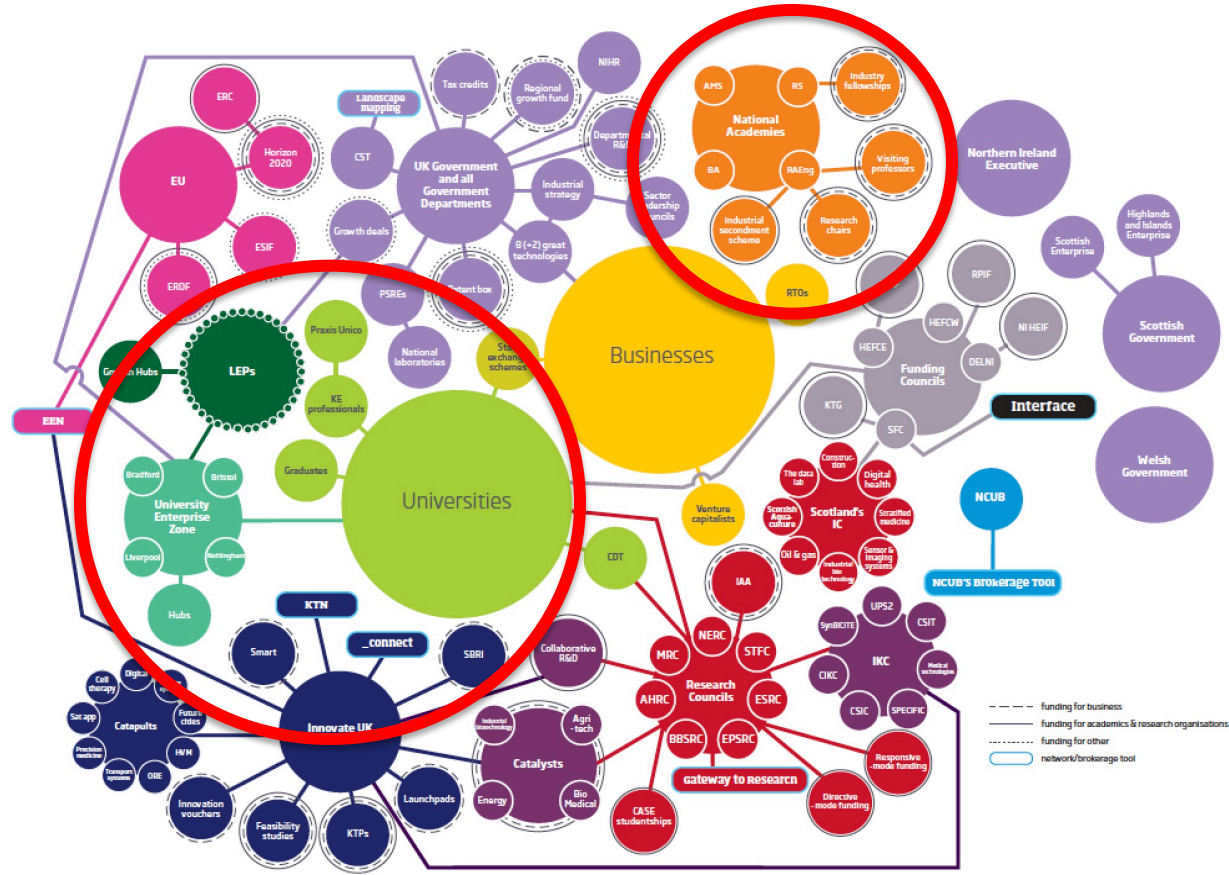 Tax credits
Regional
growth fund
NIHR
Landscape
mapping
ERC
CST
UK Government
and all
Government
Departments
Departmental
R&D
Industrial
strategy
Sector
Growth deals
8 (+2) great
technologies
PSREs
Patent box
National
laboratories
EU
Horizon
2020
ESIF
ERDF
AMS
RS
Industry
fellowships
National
Academies
BA
RAEng
Visiting
professors
Industrial
secondment
scheme
Research
chairs
Northern Ireland
Executive
Highlands
and Islands
Enterprise
Scottish
Enterprise
Scottish
Government
Welsh
Government
RTOs
Businesses
Venture
capitalists
exchange
schemes
RPIF
HEFCW
HEFCE
NI HEIF
DELNI
Funding
Councils
KTG
SFC
Interface
Praxis Unico
KE
professionals
Graduates
Universities
CDT
Growth Hubs
LEPs
EEN
Bradford
Bristol
University
Enterprise
Zone
Liverpool
Nottingham
Hubs
Construc-
tion
The data
lab
Digital
health
Scottish
Aqua-
culture
Scotland's
IC
Stratified
medicine
Oil & gas
Industrial
bio
technology
Sensor &
imaging
systems
NCUB
NCUB's Brokerage Tool
IAA
NERC
MRC
STFC
AHRC
Research
Councils
ESRC
BBSRC
EPSRC
Gateway to Research
CASE
studentships
Directive
-mode funding
Responsive
-mode funding
UPS2
SynBICITE
CSIT
IKC
Medical
technologies
CIKC
CSIC
SPECIFIC
KTN
_connect
Smart
SBRI
Collaborative
R&D
Innovate UK
Cell
therapy
Digital
Sat app
Catapults
Future
cities
Precision
medicine
HVM
Transport
systems
ORE
Innovation
vouchers
Feasibility
studies
KTPs
Launchpads
Industrial
biotechnology
Agri
-tech
Catalysts
Energy
Bio
Medical
funding for business
funding for academics & research organisations
funding for other
network/brokerage tool